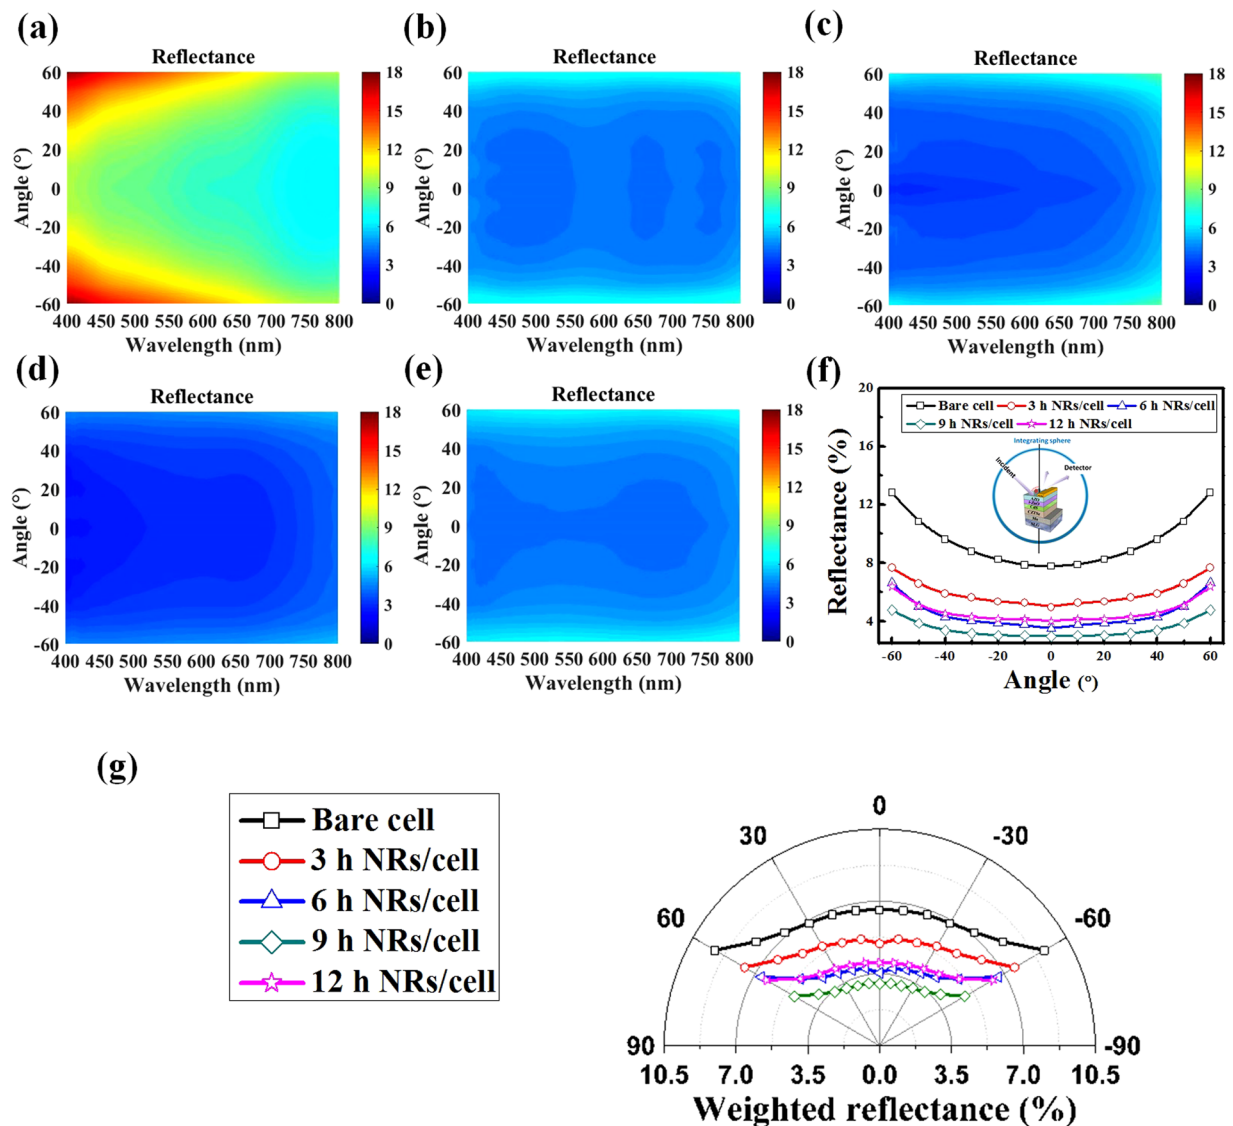 (a)
Reflectance
60
40
20
0
-20
-40
-60
Angle (°)
400 450 500 550 600 650 700 750 800
Wavelength (nm)
18
15
12
9
6
3
0
(b)
Reflectance
60
40
20
0
-20
-40
-60
Angle (°)
400 450 500 550 600 650 700 750 800
Wavelength (nm)
18
15
12
9
6
3
0
(c)
Reflectance
60
40
20
0
-20
-40
-60
Angle (°)
400 450 500 550 600 650 700 750 800
Wavelength (nm)
18
15
12
9
6
3
0
(d)
Reflectance
60
40
20
0
-20
-40
-60
Angle (°)
400 450 500 550 600 650 700 750 800
Wavelength (nm)
18
15
12
9
6
3
0
(e)
Reflectance
60
40
20
0
-20
-40
-60
Angle (°)
400 450 500 550 600 650 700 750 800
Wavelength (nm)
18
15
12
9
6
3
0
(f)
20
16
12
8
4
Reflectance (%)
Bare cell 3 h NRs/cell 6 h NRs/cell
9 h NRs/cell 12 h NRs/cell
Integrating sphere
Incident
Detector
-60 -40 -20 0 20 40 60
Angle (°)
(g)
Bare cell
3 h NRs/cell
6 h NRs/cell
9 h NRs/cell
12 h NRs/cell
0
30 -30
60 -60
90 -90
10.5 7.0 3.5 0.0 3.5 7.0 10.5
Weighted reflectance (%)